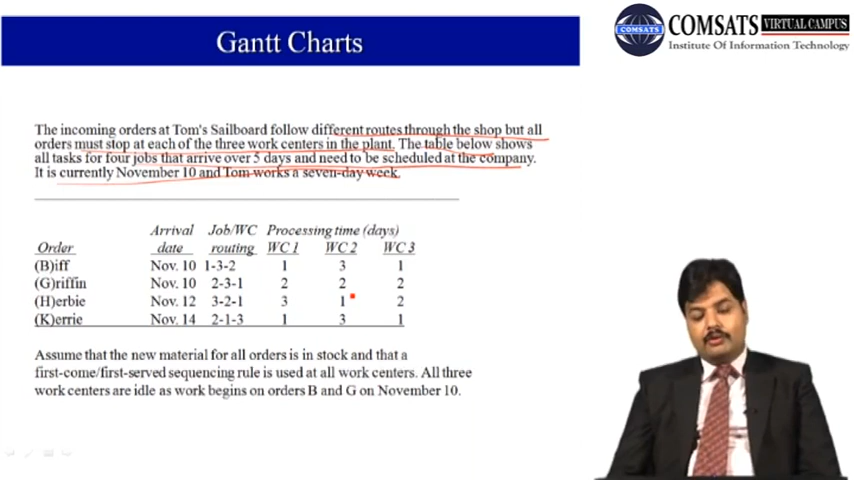 Gantt Charts
COMSATS
COMSATS VIRTUAL CAMPUS
Institute Of Information Technology
The incoming orders at Tom's Sailboard follow different routes through the shop but all
orders must stop at each of the three work centers in the plant. The table below shows
all tasks for four jobs that arrive over 5 days and need to be scheduled at the company.
It is currently November 10 and Tom works a seven-day week.
Arrival Job/WC Processing time (days)
Order date routing WC 1 WC 2 WC 3
(B)iff Nov. 10 1-3-2 1 3 1
(G)riffin Nov. 10 2-3-1 2 2 2
(H)erbie Nov. 12 3-2-1 3 1 2
(K)errie Nov. 14 2-1-3 1 3 1
Assume that the new material for all orders is in stock and that a
first-come/first-served sequencing rule is used at all work centers. All three
work centers are idle as work begins on orders B and G on November 10.